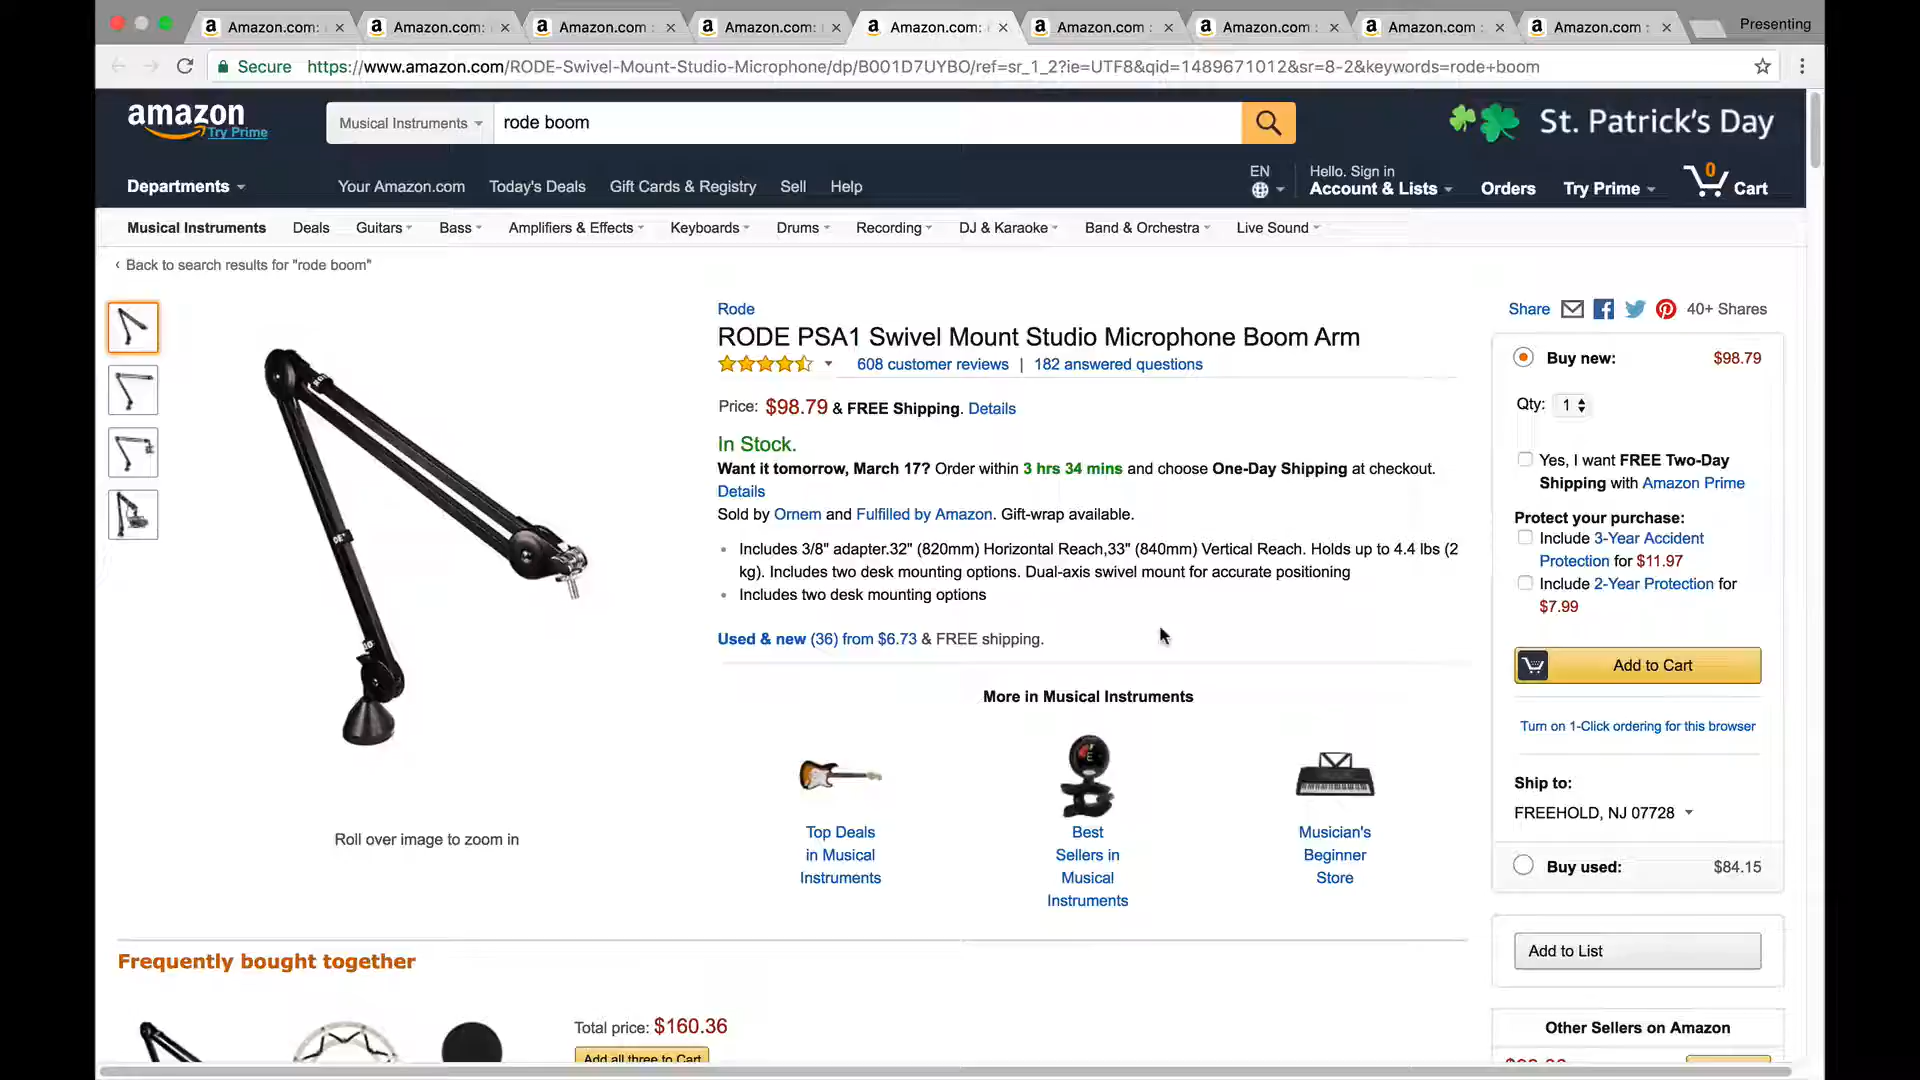 Amazon.com: Amazon.com: Amazon.com : Amazon.com: Amazon.com: Amazon.com : Amazon.com : Amazon.com : Amazon.com : Presenting
Secure https://www.amazon.com/RODE-Swivel-Mount-Studio-Microphone/dp/B001D7UYBO/ref=sr_1_2?ie=UTF8&qid=1489671012&sr=8-2&keywords=rode+boom
amazon
Try Prime
Musical Instruments
rode boom
St. Patrick's Day
Departments
Your Amazon.com Today's Deals Gift Cards & Registry Sell Help
EN
Hello. Sign in
Account & Lists
Orders
Try Prime
0
Cart
Musical Instruments Deals Guitars Bass Amplifiers & Effects Keyboards Drums Recording DJ & Karaoke Band & Orchestra Live Sound
‹ Back to search results for "rode boom"
Rode
RODE PSA1 Swivel Mount Studio Microphone Boom Arm
608 customer reviews | 182 answered questions
Price: $98.79 & FREE Shipping. Details
In Stock.
Want it tomorrow, March 17? Order within 3 hrs 34 mins and choose One-Day Shipping at checkout.
Details
Sold by Ornem and Fulfilled by Amazon. Gift-wrap available.
• Includes 3/8" adapter.32" (820mm) Horizontal Reach,33" (840mm) Vertical Reach. Holds up to 4.4 lbs (2
kg). Includes two desk mounting options. Dual-axis swivel mount for accurate positioning
• Includes two desk mounting options
Used & new (36) from $6.73 & FREE shipping.
Roll over image to zoom in
More in Musical Instruments
Top Deals
in Musical
Instruments
Best
Sellers in
Musical
Instruments
Musician's
Beginner
Store
Share 40+ Shares
Buy new: $98.79
Qty: 1
Yes, I want FREE Two-Day
Shipping with Amazon Prime
Protect your purchase:
Include 3-Year Accident
Protection for $11.97
Include 2-Year Protection for
$7.99
Add to Cart
Turn on 1-Click ordering for this browser
Ship to:
FREEHOLD, NJ 07728
Buy used: $84.15
Add to List
Other Sellers on Amazon
Frequently bought together
Total price: $160.36
Add all three to Cart